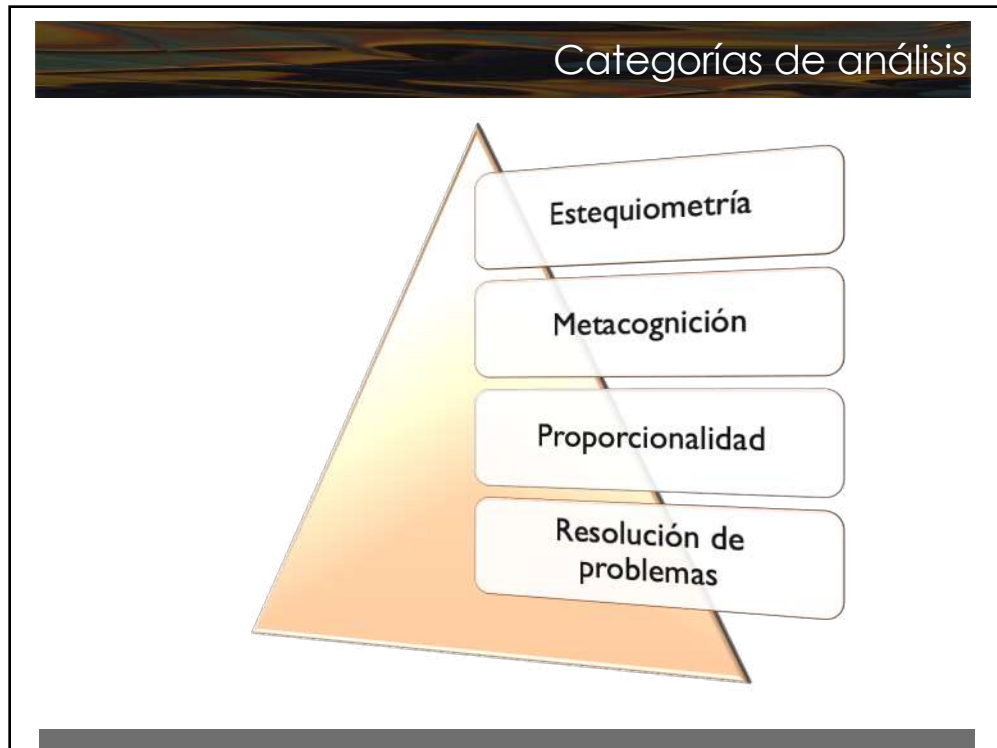 Categorías de análisis
Estequiometría
Metacognición
Proporcionalidad
Resolución de
problemas